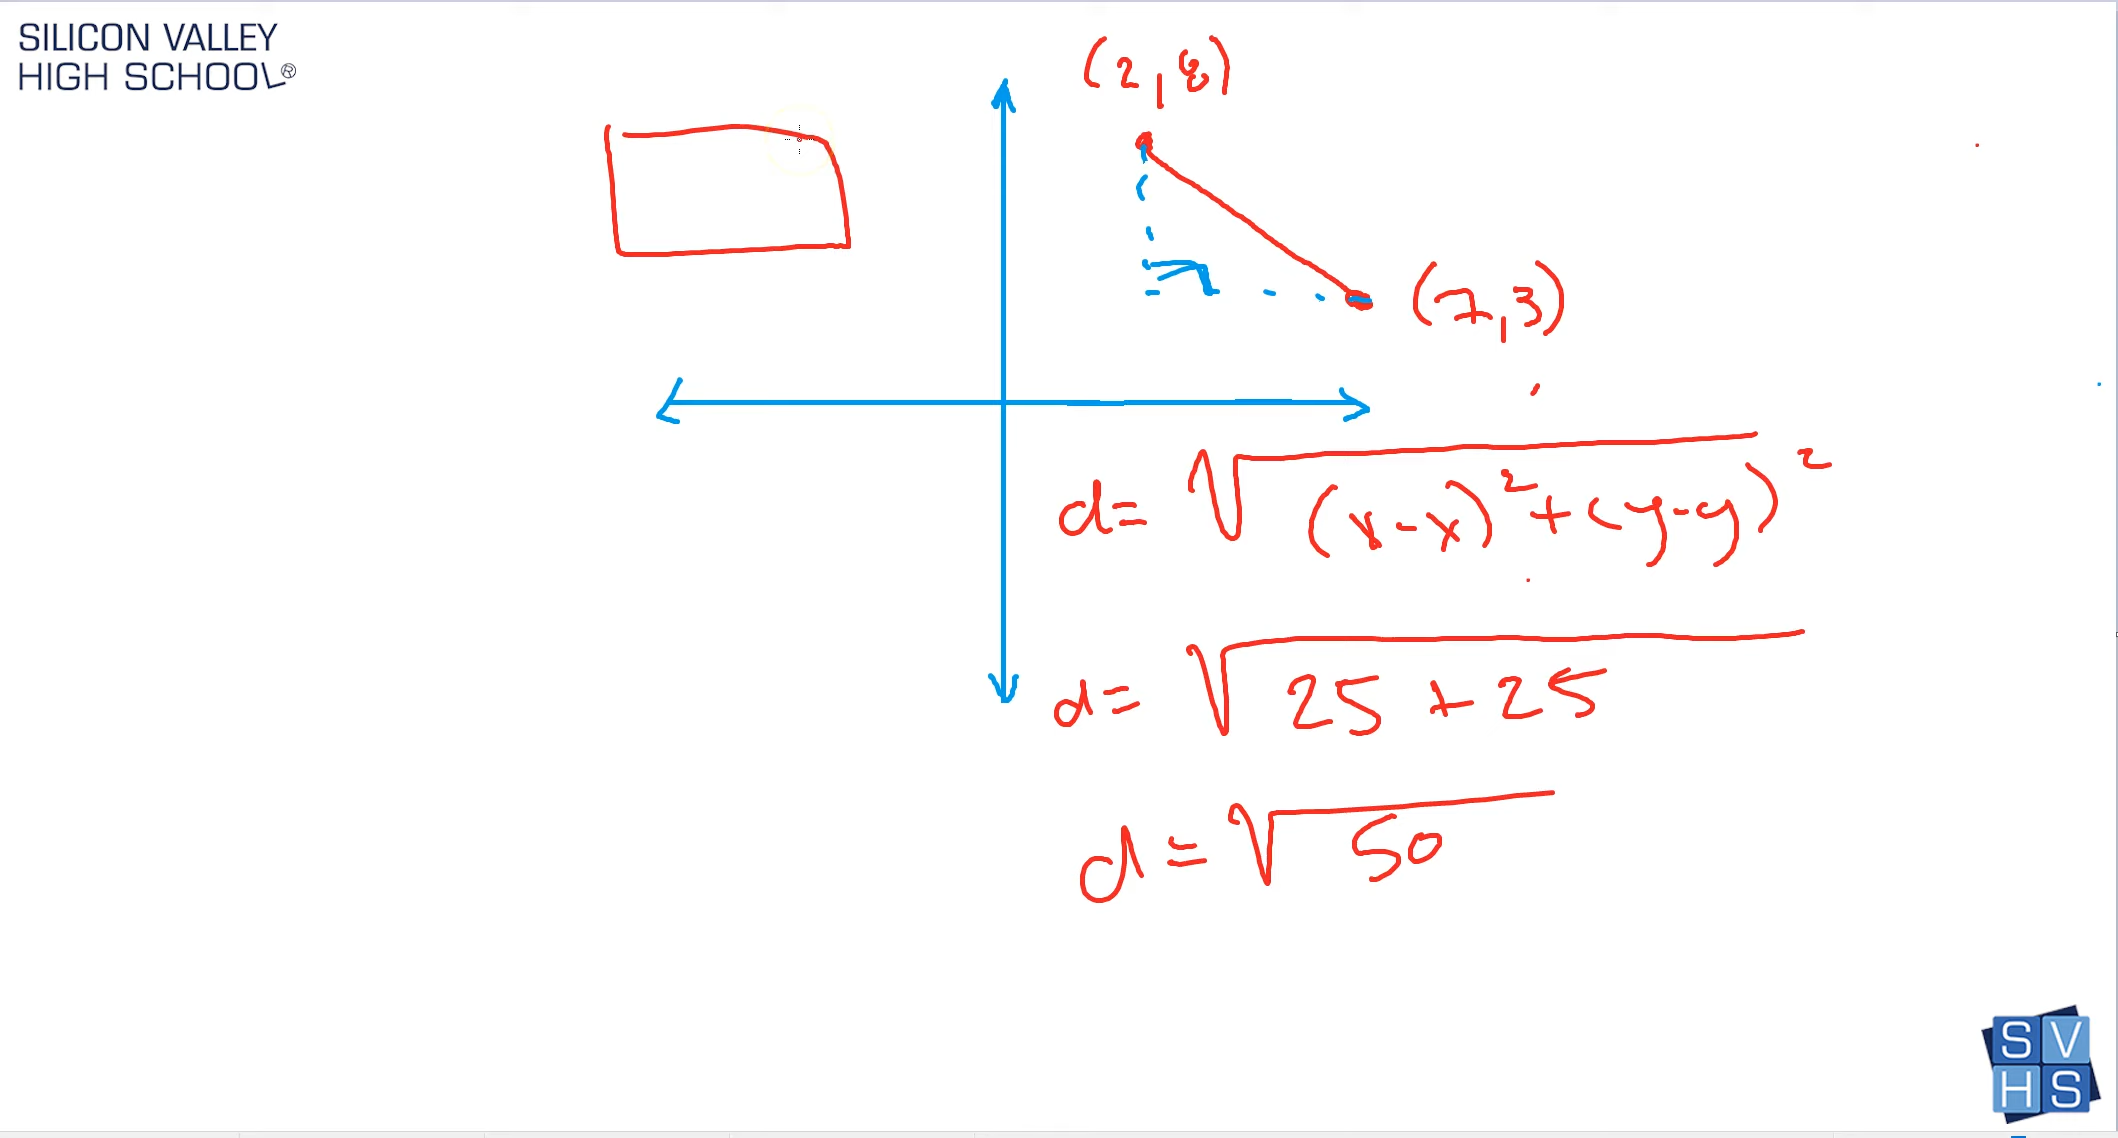 SILICON VALLEY
HIGH SCHOOL®
(2,8)
(7,3)
d= √(x-x)²+(y-y)²
d= √25+25
d=√50
SV
HS